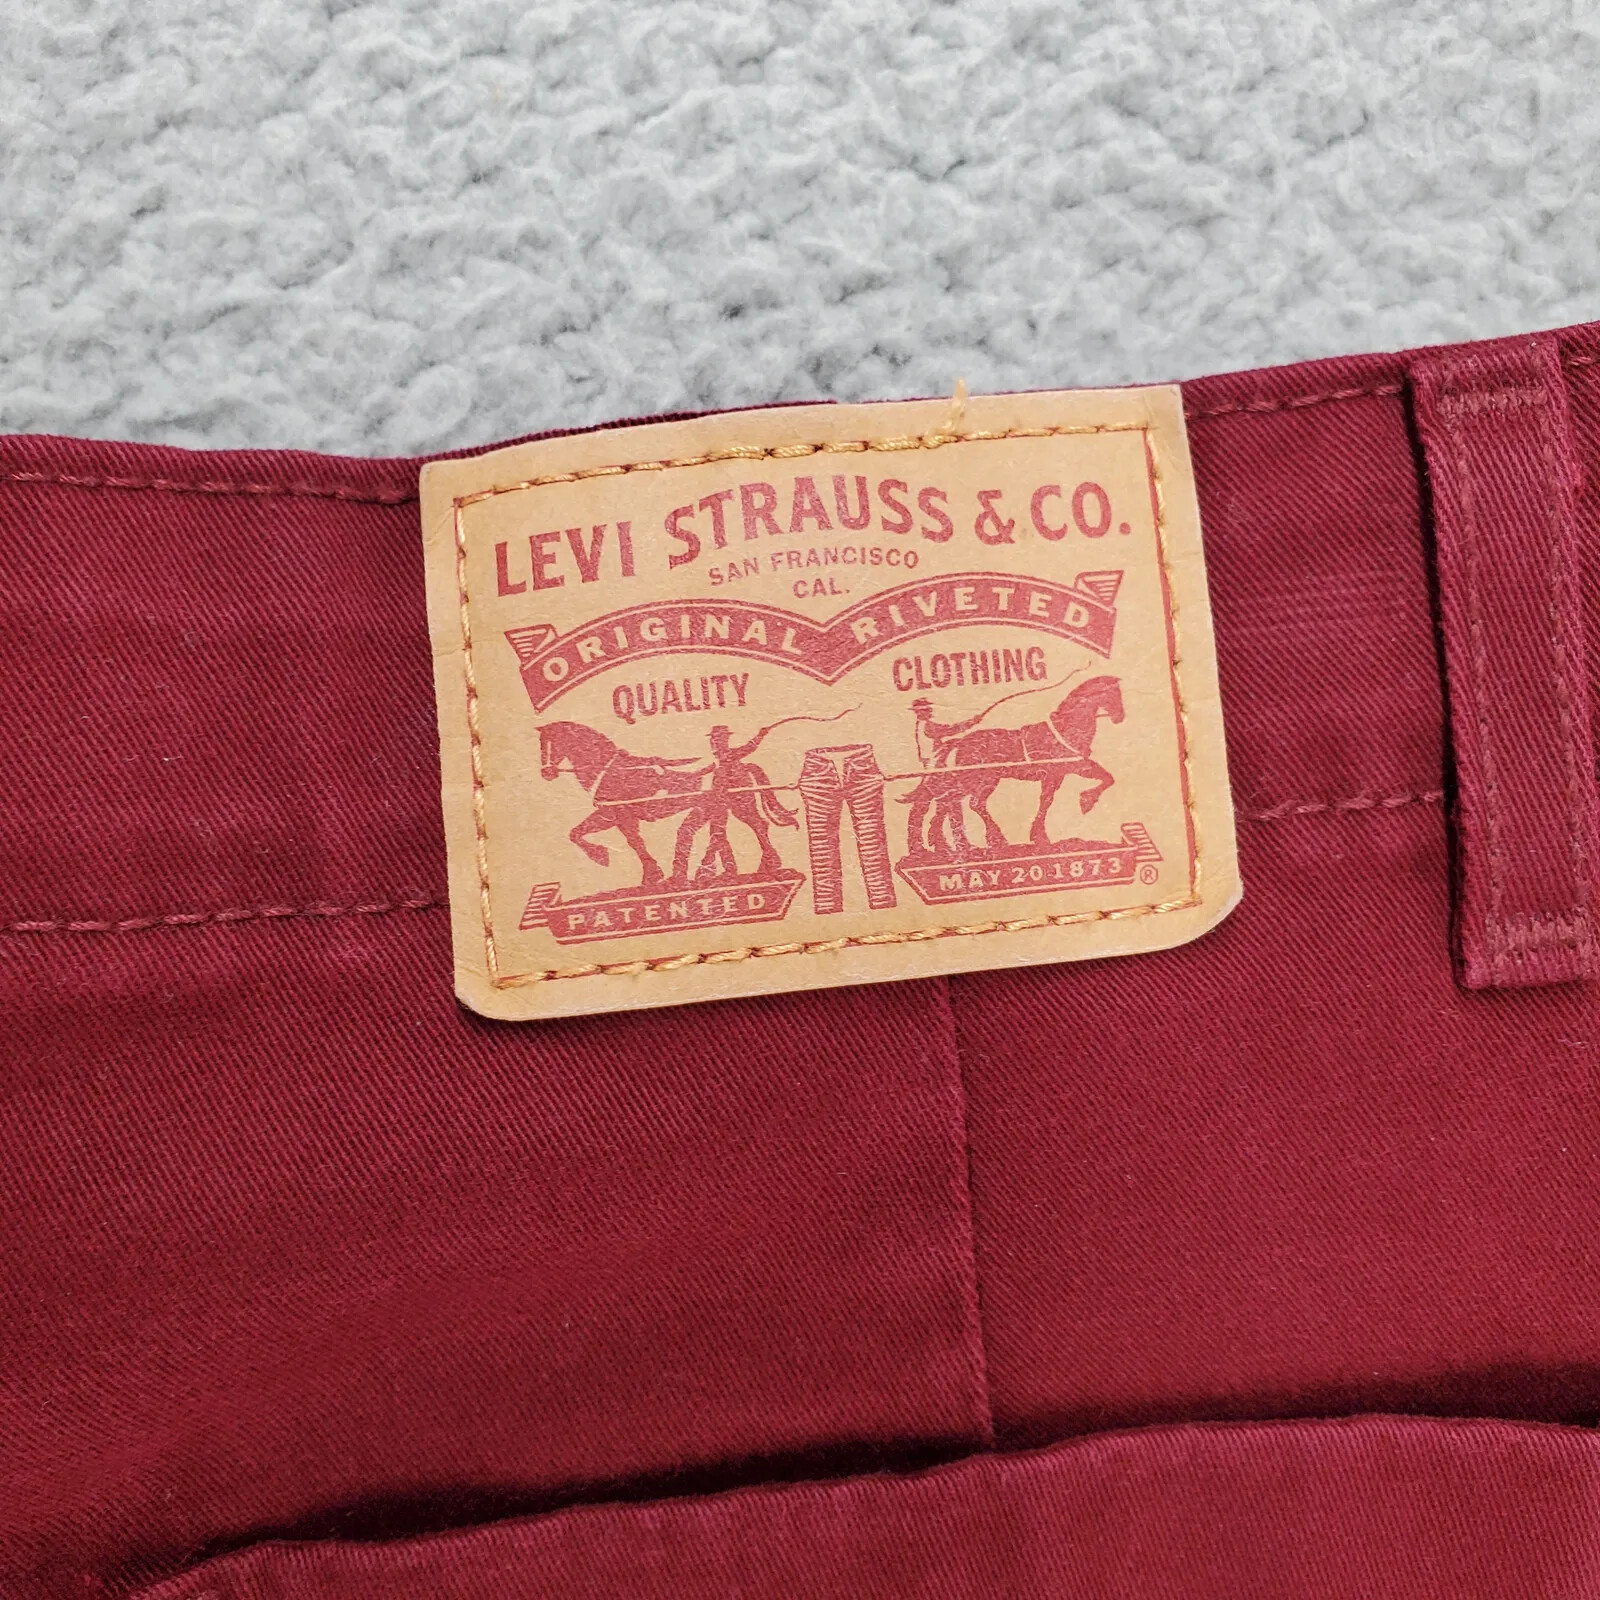 LEVI STRAUSS & CO.
SAN FRANCISCO
CAL.
ORIGINAL RIVETED
QUALITY CLOTHING
PATENTED MAY 20 1873 ®